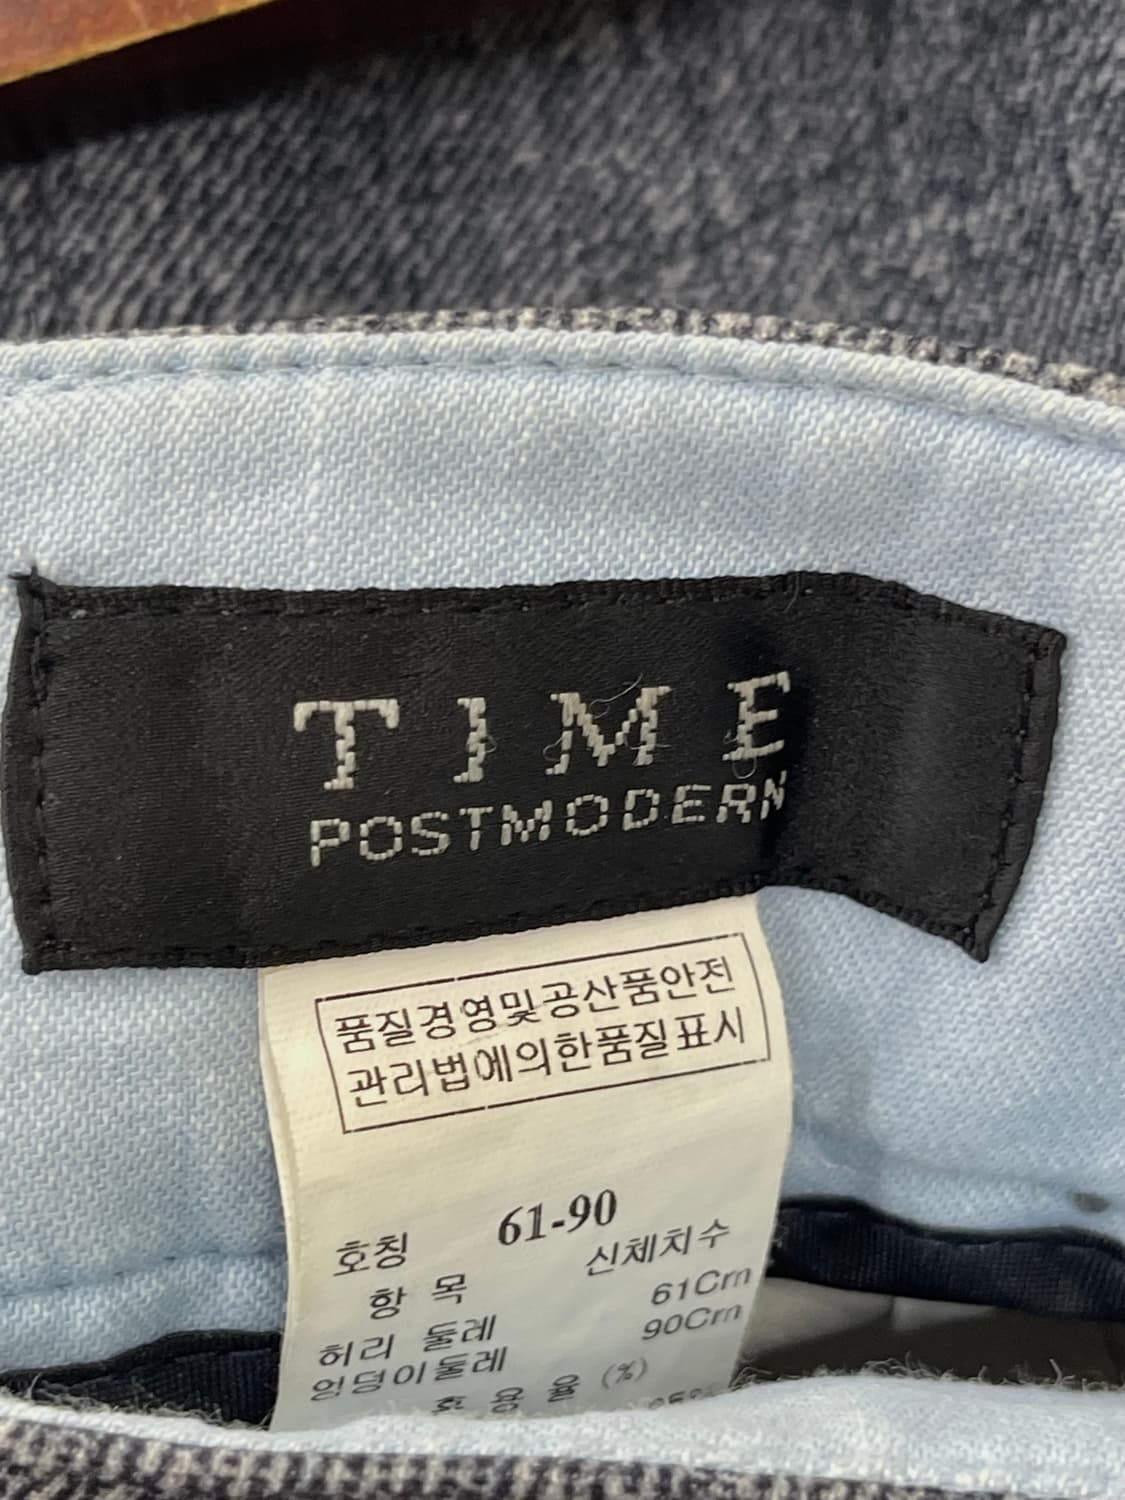 TIME
POSTMODERN
품질경영및공산품안전
관리법에의한품질표시
호칭 61-90
항 목 신체치수
허리 둘레 61Cm
엉덩이둘레 90Cm
용 율 (%)